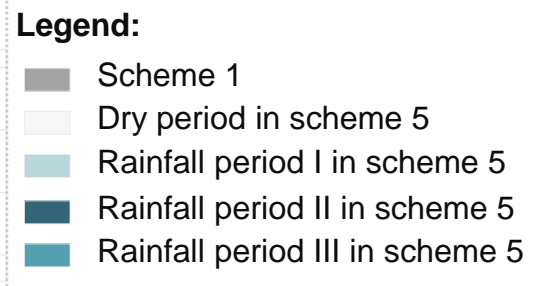 Legend:
Scheme 1
Dry period in scheme 5
Rainfall period I in scheme 5
Rainfall period II in scheme 5
Rainfall period III in scheme 5